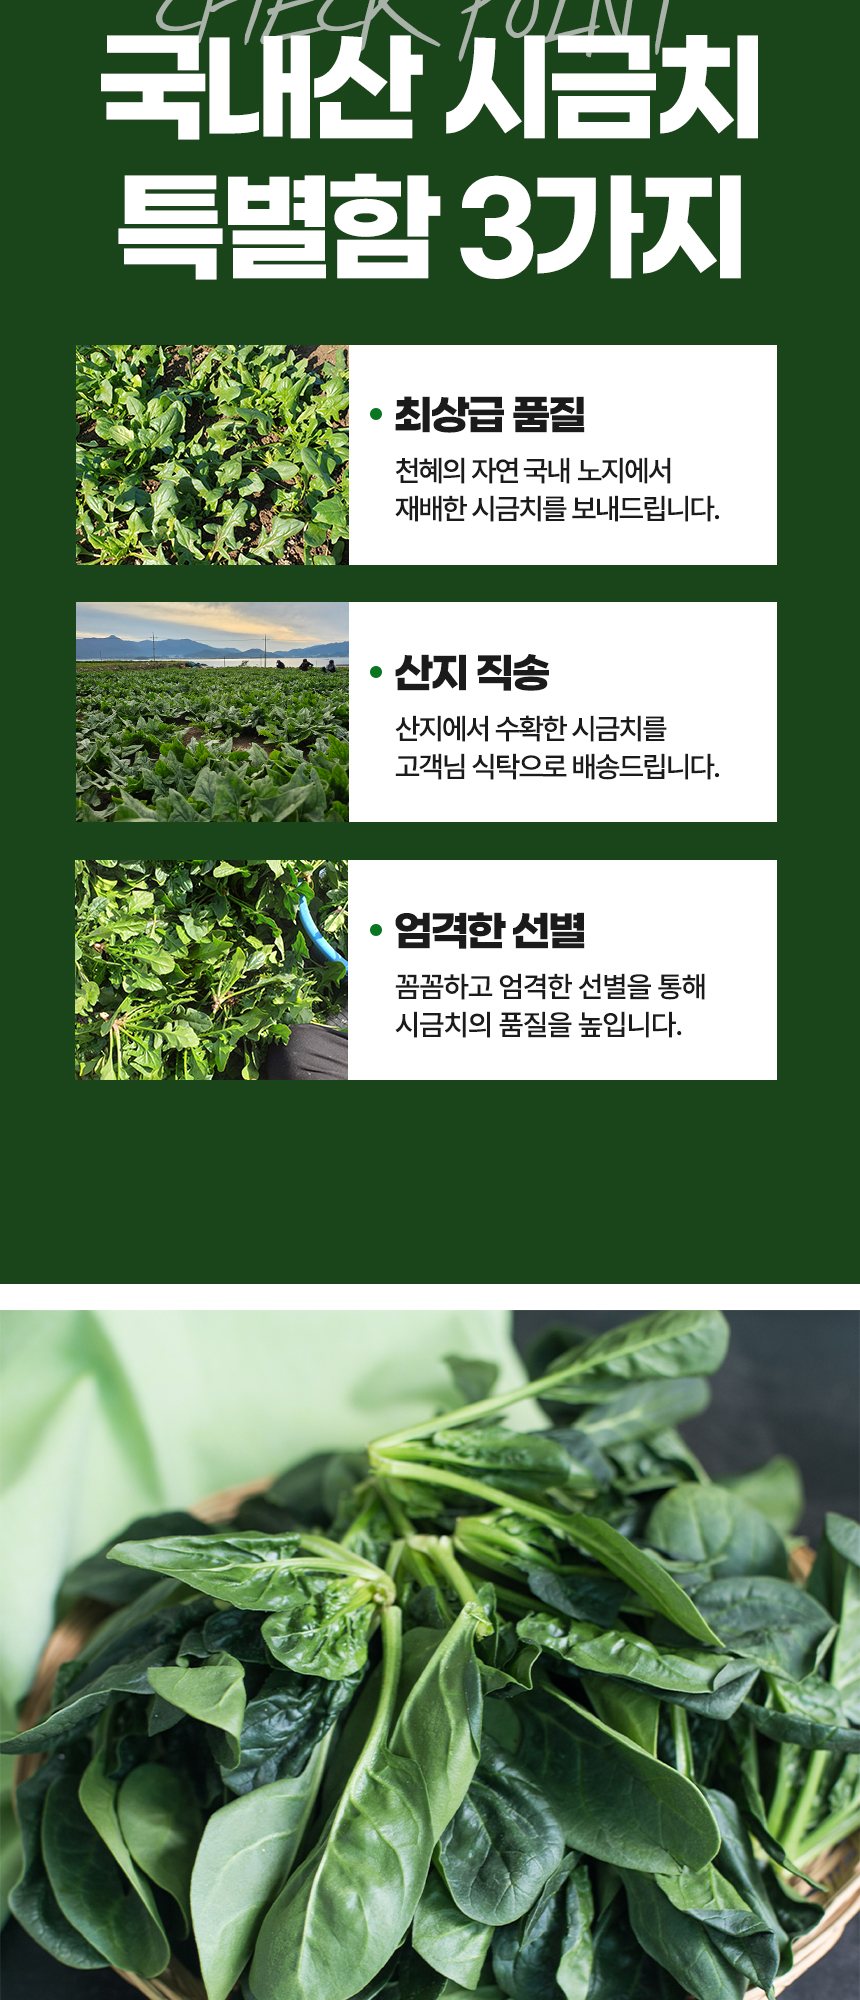 CHECK POINT
국내산 시금치
특별함 3가지
최상급 품질
천혜의 자연 국내 노지에서
재배한 시금치를 보내드립니다.
산지 직송
산지에서 수확한 시금치를
고객님 식탁으로 배송드립니다.
엄격한 선별
꼼꼼하고 엄격한 선별을 통해
시금치의 품질을 높입니다.